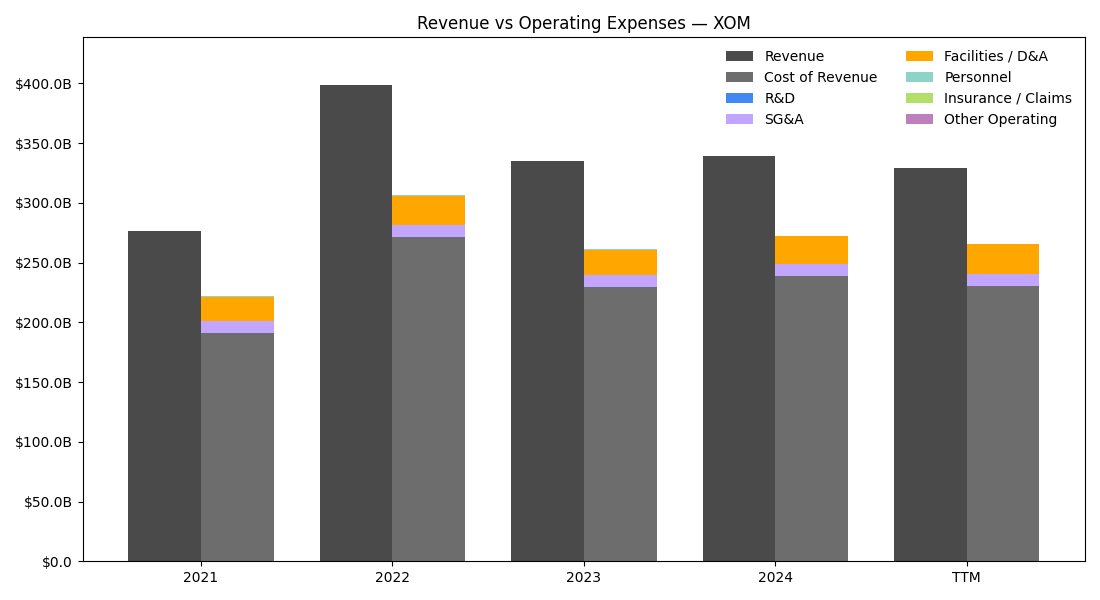 Revenue vs Operating Expenses — XOM
Revenue
Cost of Revenue
R&D
SG&A
Facilities / D&A
Personnel
Insurance / Claims
Other Operating
$400.0B
$350.0B
$300.0B
$250.0B
$200.0B
$150.0B
$100.0B
$50.0B
$0.0
2021 2022 2023 2024 TTM